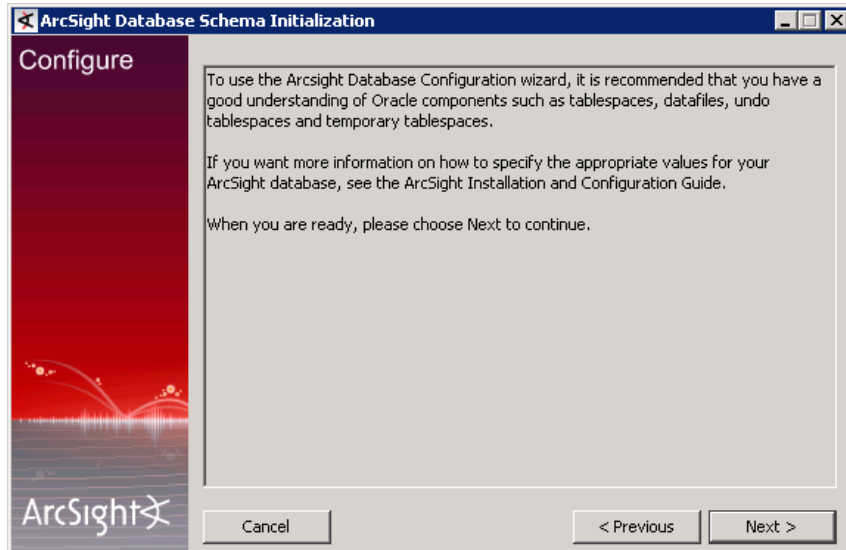 ArcSight Database Schema Initialization
Configure
To use the Arcsight Database Configuration wizard, it is recommended that you have a
good understanding of Oracle components such as tablespaces, datafiles, undo
tablespaces and temporary tablespaces.
If you want more information on how to specify the appropriate values for your
ArcSight database, see the ArcSight Installation and Configuration Guide.
When you are ready, please choose Next to continue.
ArcSight
Cancel
< Previous
Next >